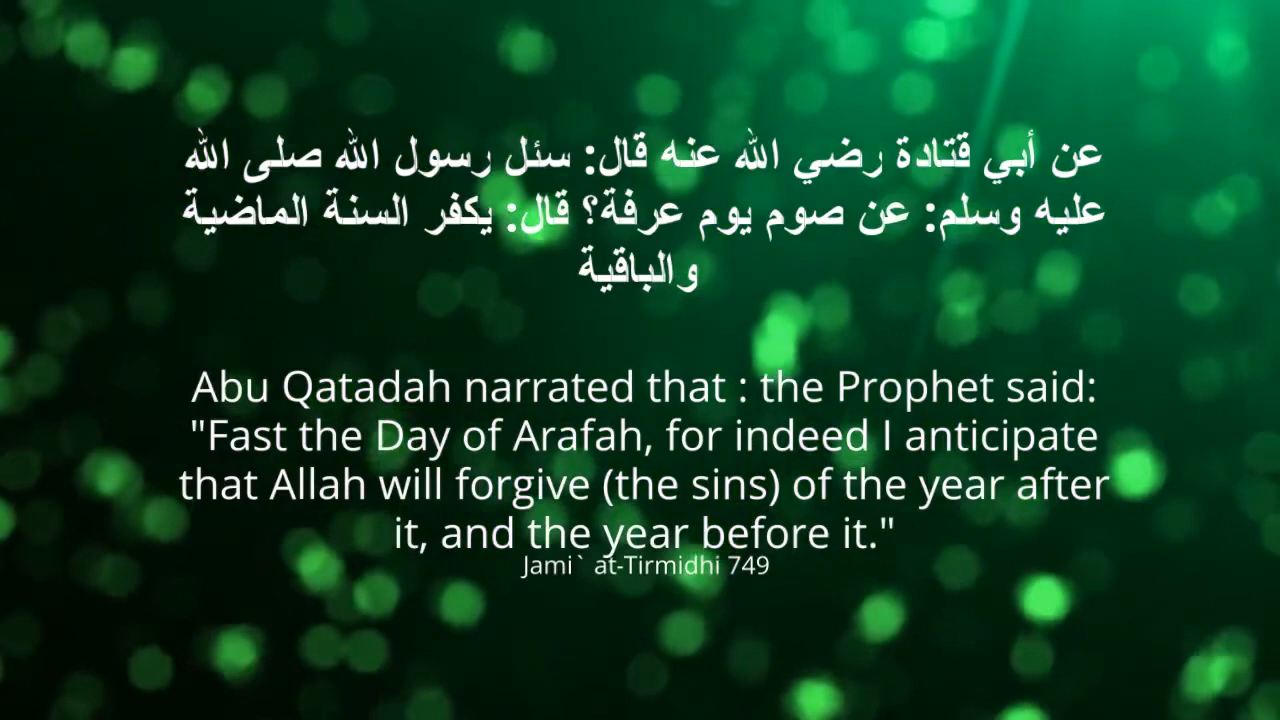 عن أبي قتادة رضي الله عنه قال: سئل رسول الله صلى الله
عليه وسلم: عن صوم يوم عرفة؟ قال: يكفر السنة الماضية
والباقية
Abu Qatadah narrated that : the Prophet said:
"Fast the Day of Arafah, for indeed I anticipate
that Allah will forgive (the sins) of the year after
it, and the year before it."
Jami` at-Tirmidhi 749